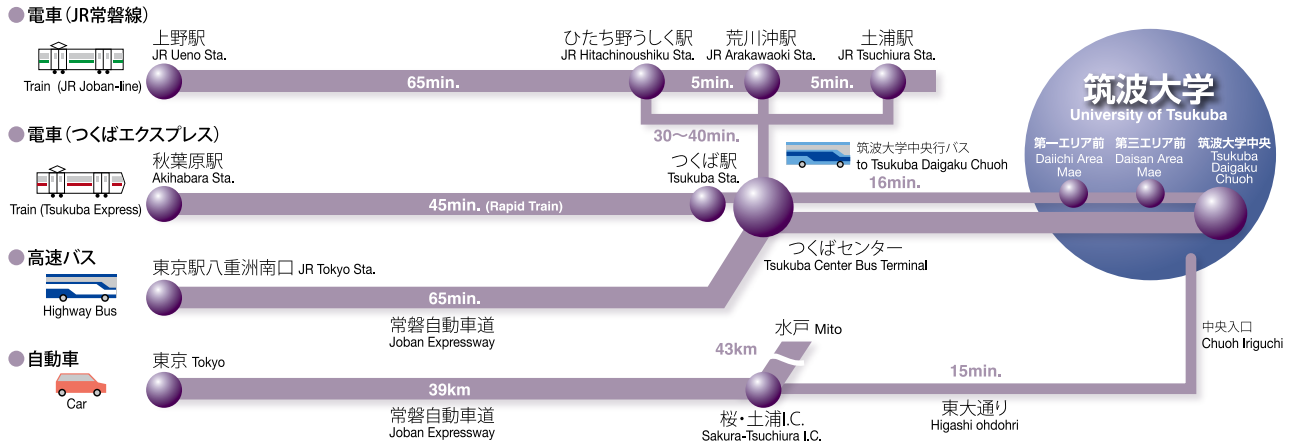 電車(JR常磐線)
Train (JR Joban-line)
上野駅
JR Ueno Sta.
65min.
ひたち野うしく駅
JR Hitachinoushiku Sta.
5min.
荒川沖駅
JR Arakawaoki Sta.
5min.
土浦駅
JR Tsuchiura Sta.
30〜40min.
電車(つくばエクスプレス)
Train (Tsukuba Express)
秋葉原駅
Akihabara Sta.
45min. (Rapid Train)
つくば駅
Tsukuba Sta.
筑波大学中央行バス
to Tsukuba Daigaku Chuoh
16min.
つくばセンター
Tsukuba Center Bus Terminal
筑波大学
University of Tsukuba
第一エリア前
Daiichi Area
Mae
第三エリア前
Daisan Area
Mae
筑波大学中央
Tsukuba
Daigaku
Chuoh
高速バス
Highway Bus
東京駅八重洲南口 JR Tokyo Sta.
65min.
常磐自動車道
Joban Expressway
自動車
Car
東京 Tokyo
39km
常磐自動車道
Joban Expressway
水戸 Mito
43km
桜・土浦I.C.
Sakura-Tsuchiura I.C.
15min.
東大通り
Higashi ohdohri
中央入口
Chuoh Iriguchi